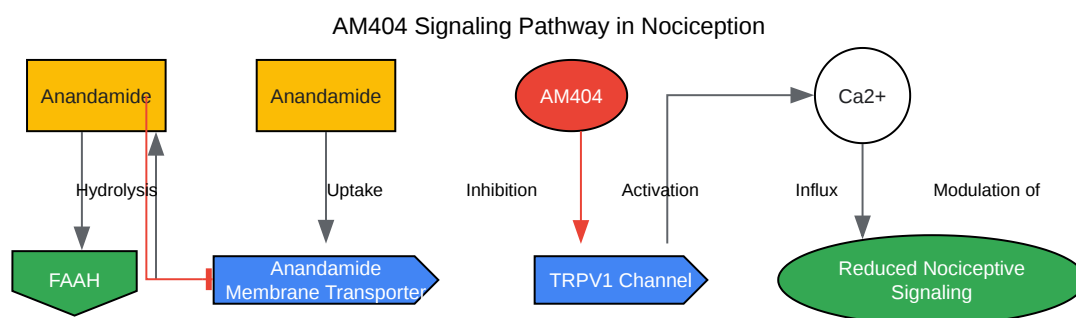 AM404 Signaling Pathway in Nociception
Anandamide
Anandamide
AM404
Ca2+
Hydrolysis
Uptake
Inhibition
Activation
Influx
Modulation of
FAAH
Anandamide
Membrane Transporter
TRPV1 Channel
Reduced Nociceptive
Signaling